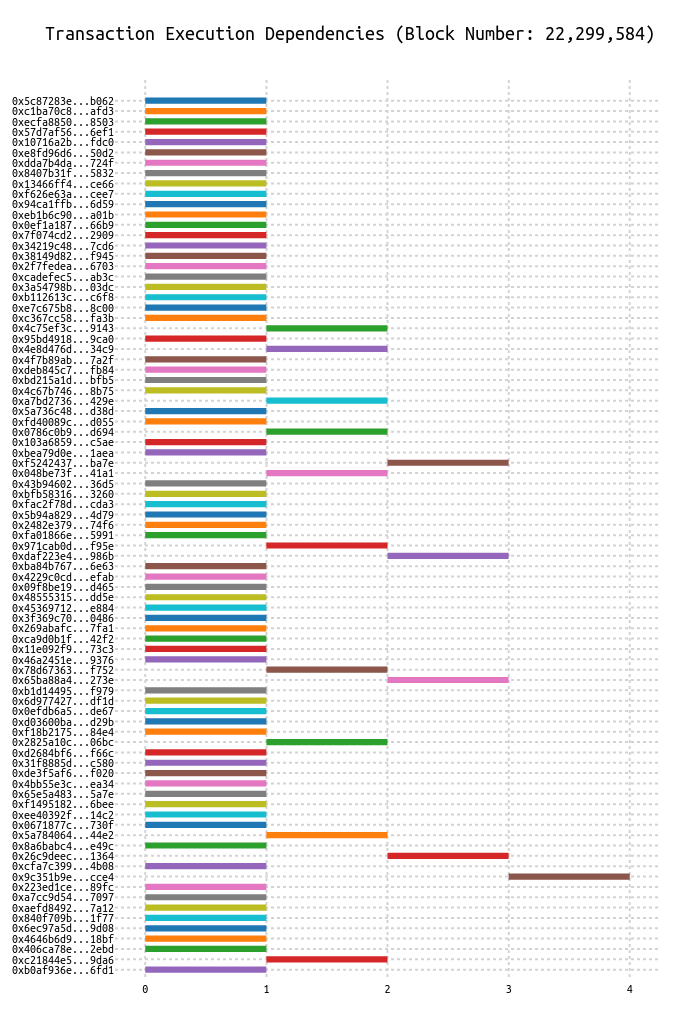 Transaction Execution Dependencies (Block Number: 22,299,584)
0x5c87283e...b062
0xc1ba70c8...afd3
0xecfa8850...8503
0x57d7af56...6ef1
0x10716a2b...fdc0
0xe8fd96d6...50d2
0xdda7b4da...724f
0x8407b31f...5832
0x13466ff4...ce66
0xf626e63a...cee7
0x94ca1ffb...6d59
0xeb1b6c90...a01b
0x0ef1a187...66b9
0x7f074cd2...2909
0x34219c48...7cd6
0x38149d82...f945
0x2f7fedea...6703
0xcadefec5...ab3c
0x3a54798b...03dc
0xb112613c...c6f8
0xe7c675b8...8c00
0xc367cc58...fa3b
0x4c75ef3c...9143
0x95bd4918...9ca0
0x4e8d476d...34c9
0x4f7b89ab...7a2f
0xdeb845c7...fb84
0xbd215a1d...bfb5
0x4c67b746...8b75
0xa7bd2736...429e
0x5a736c48...d38d
0xfd40089c...d055
0x0786c0b9...d694
0x103a6859...c5ae
0xbea79d0e...1aea
0xf5242437...ba7e
0x048be73f...41a1
0x43b94602...36d5
0xbfb58316...3260
0xfac2f78d...cda3
0x5b94a829...4d79
0x2482e379...74f6
0xfa01866e...5991
0x971cab0d...f95e
0xdaf223e4...986b
0xba84b767...6e63
0x4229c0cd...efab
0x09f8be19...d465
0x48555315...dd5e
0x45369712...e884
0x3f369c70...0486
0x269abafc...7fa1
0xca9d0b1f...42f2
0x11e092f9...73c3
0x46a2451e...9376
0x78d67363...f752
0x65ba88a4...273e
0xb1d14495...f979
0x6d977427...df1d
0x0efdb6a5...de67
0xd03600ba...d29b
0xf18b2175...84e4
0x2825a10c...06bc
0xd2684bf6...f66c
0x31f8885d...c580
0xde3f5af6...f020
0x4bb55e3c...ea34
0x65e5a483...5a7e
0xf1495182...6bee
0xee40392f...14c2
0x0671877c...730f
0x5a784064...44e2
0x8a6babc4...e49c
0x26c9deec...1364
0xcfa7c399...4b08
0x9c351b9e...cce4
0x223ed1ce...89fc
0xa7cc9d54...7097
0xaefd8492...7a12
0x840f709b...1f77
0x6ec97a5d...9d08
0x4646b6d9...18bf
0x406ca78e...2ebd
0xc21844e5...9da6
0xb0af936e...6fd1
0 1 2 3 4